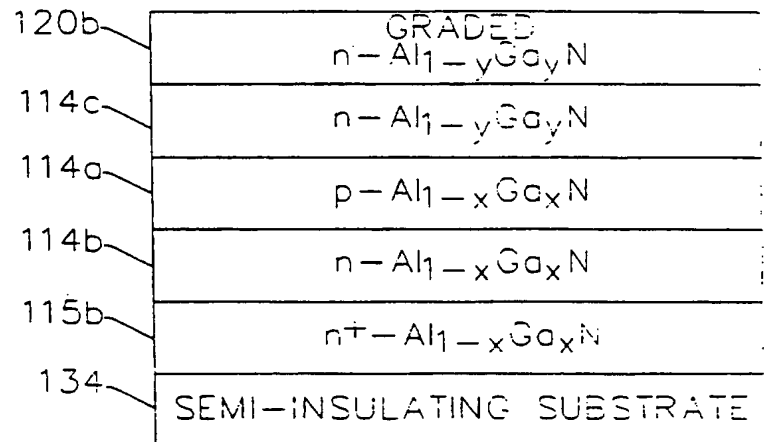 120b GRADED
n-Al1-yGayN
114c n-Al1-yGayN
114a p-Al1-xGaxN
114b n-Al1-xGaxN
115b n+-Al1-xGaxN
134 SEMI-INSULATING SUBSTRATE